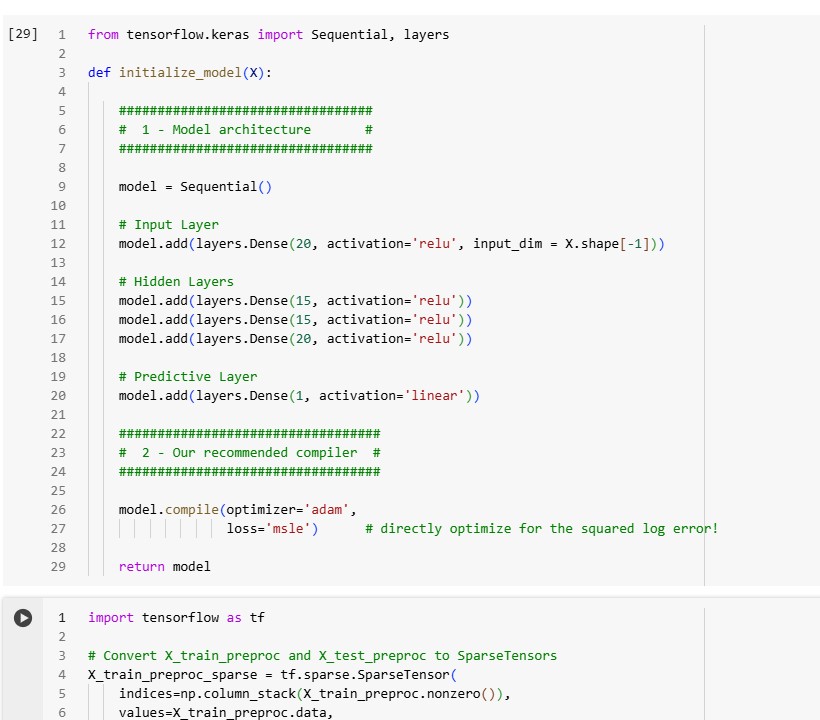 [29] 1 from tensorflow.keras import Sequential, layers
2
3 def initialize_model(X):
4
5 #################################
6 #  1 - Model architecture       #
7 #################################
8
9 model = Sequential()
10
11 # Input Layer
12 model.add(layers.Dense(20, activation='relu', input_dim = X.shape[-1]))
13
14 # Hidden Layers
15 model.add(layers.Dense(15, activation='relu'))
16 model.add(layers.Dense(15, activation='relu'))
17 model.add(layers.Dense(20, activation='relu'))
18
19 # Predictive Layer
20 model.add(layers.Dense(1, activation='linear'))
21
22 ##################################
23 #  2 - Our recommended compiler  #
24 ##################################
25
26 model.compile(optimizer='adam',
27 loss='msle')      # directly optimize for the squared log error!
28
29 return model
1 import tensorflow as tf
2
3 # Convert X_train_preproc and X_test_preproc to SparseTensors
4 X_train_preproc_sparse = tf.sparse.SparseTensor(
5 indices=np.column_stack(X_train_preproc.nonzero()),
6 values=X_train_preproc.data,